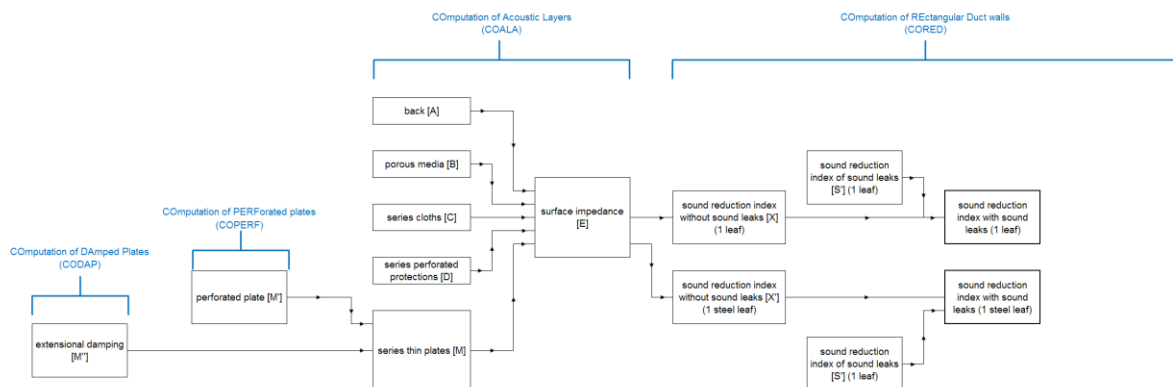 COmputation of Acoustic Layers
(COALA)
COmputation of REctangular Duct walls
(CORED)
back [A]
porous media [B]
sound reduction
index of sound leaks
[S'] (1 leaf)
COmputation of PERForated plates
(COPERF)
series cloths [C]
surface impedance
[E]
sound reduction index
without sound leaks [X]
(1 leaf)
sound reduction
index with sound
leaks (1 leaf)
COmputation of DAmped Plates
(CODAP)
series perforated
protections [D]
perforated plate [M']
sound reduction index
without sound leaks [X']
(1 steel leaf)
sound reduction
index with sound
leaks (1 steel leaf)
extensional damping
[M'']
series thin plates [M]
sound reduction
index of sound leaks
[S'] (1 leaf)